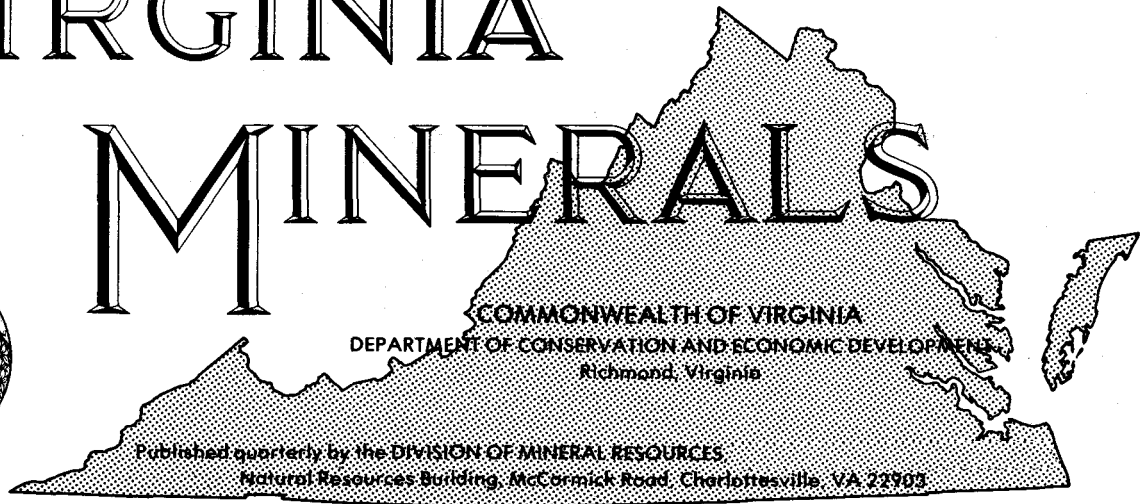 IRGINIA
MINERALS
COMMONWEALTH OF VIRGINIA
DEPARTMENT OF CONSERVATION AND ECONOMIC DEVELOPMENT
Richmond, Virginia
Published quarterly by the DIVISION OF MINERAL RESOURCES
Natural Resources Building, McCormick Road, Charlottesville, VA 22903